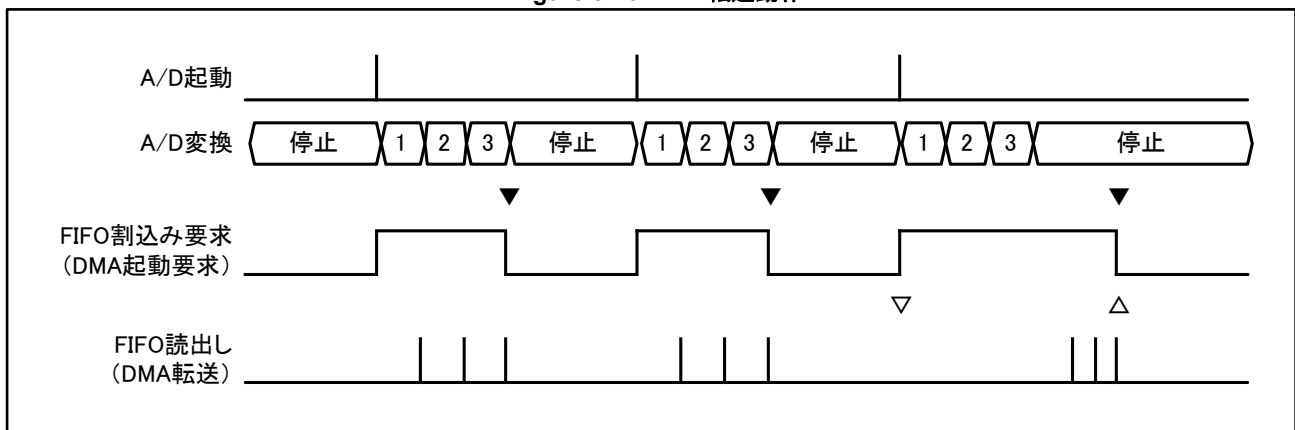 A/D起動
A/D変換
停止 1 2 3 停止 1 2 3 停止 1 2 3 停止
▼ ▼ ▼
FIFO割込み要求
（DMA起動要求）
▽ △
FIFO読出し
（DMA転送）